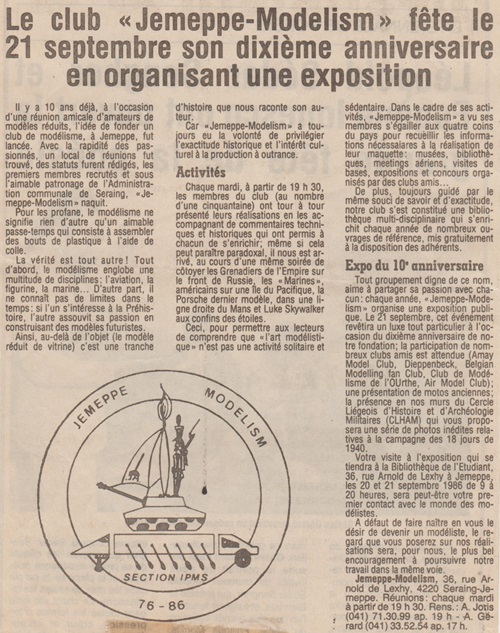 Le club «Jemeppe-Modelism» fête le
21 septembre son dixième anniversaire
en organisant une exposition
Il y a 10 ans déjà, à l'occasion
d'une réunion amicale d'amateurs de
modèles réduits, l'idée de fonder un
club de modélisme, à Jemeppe, fut
lancée. Avec la rapidité des pas-
sionnés, un local de réunions fut
trouvé, des statuts furent rédigés, les
premiers membres recrutés et sous
l'aimable patronage de l'Administra-
tion communale de Seraing, «Je-
meppe-Modelism» naquit.
Pour les profane, le modélisme ne
signifie rien d'autre qu'un aimable
passe-temps qui consiste à assembler
des bouts de plastique à l'aide de
colle.
La vérité est tout autre! Tout
d'abord, le modélisme englobe une
multitude de disciplines: l'aviation, la
figurine, la marine... D'autre part, il
ne connaît pas de limites dans le
temps: si l'un s'intéresse à la Préhis-
toire, l'autre assouvit sa passion en
construisant des modèles futuristes.
Ainsi, au-delà de l'objet (le modèle
réduit de vitrine) c'est une tranche
d'histoire que nous raconte son au-
teur.
Car «Jemeppe-Modelism» a tou-
jours eu la volonté de privilégier
l'exactitude historique et l'intérêt cultu-
rel à la production à outrance.
Activités
Chaque mardi, à partir de 19 h 30,
les membres du club (au nombre
d'une cinquantaine) ont tour à tour
présenté leurs réalisations en les ac-
compagnant de commentaires techni-
ques et historiques qui ont permis à
chacun de s'enrichir; même si cela
peut paraître paradoxal, il nous est ar-
rivé, au cours d'une même soirée de
côtoyer les Grenadiers de l'Empire sur
le front de Russie, les «Marines»,
américains sur une île du Pacifique, la
Porsche dernier modèle, dans une li-
gne droite du Mans et Luke Skywalker
aux confins des étoiles.
Ceci, pour permettre aux lecteurs
de comprendre que «l'art modélisti-
que» n'est pas une activité solitaire et
sédentaire. Dans le cadre de ses acti-
vités, «Jemeppe-Modelism» a vu ses
membres s'égailler aux quatre coins
du pays pour recueillir les informa-
tions nécessaires à la réalisation de
leur maquette: musées, bibliothè-
ques, meetings aériens, visites de
bases, expositions et concours orga-
nisés par des clubs amis...
De plus, toujours guidé par le
même souci de savoir et d'exactitude,
notre club s'est constitué une biblio-
thèque multi-disciplinaire qui s'enri-
chit chaque année de nombreux ou-
vrages de référence, mis gratuitement
à la disposition des adhérents.
Expo du 10e anniversaire
Tout groupement digne de ce nom,
aime à partager sa passion avec cha-
cun: chaque année, «Jemeppe-Mode-
lism» organise une exposition publi-
que. Le 21 septembre, cet événement
revêtira un luxe tout particulier à l'oc-
casion du dixième anniversaire de no-
tre fondation; la participation de nom-
breux clubs amis est attendue (Amay
Model Club, Dieppenbeck, Belgian
Modelling fan Club, Club de Modé-
lisme de l'OUrthe, Air Model Club);
une présentation de motos anciennes;
la présence en nos murs du Cercle
Liégeois d'Histoire et d'Archéologie
Militaires (CLHAM) qui vous propo-
sera une série de photos inédites rela-
tives à la campagne des 18 jours de
1940.
Votre visite à l'exposition qui se
tiendra à la Bibliothèque de l'Etudiant,
36, rue Arnold de Lexhy à Jemeppe,
les 20 et 21 septembre 1986 de 9 à
20 heures, sera peut-être votre pre-
mier contact avec le monde des mo-
délistes.
A défaut de faire naître en vous le
désir de devenir un modéliste, le re-
gard que vous poserez sur nos réali-
sations sera, pour nous, le plus bel
encouragement à poursuivre notre
travail dans la même voie.
Jemeppe-Modelism, 36, rue Ar-
nold de Lexhy, 4220 Seraing-Je-
meppe. Réunions: chaque mardi
à partir de 19 h 30. Rens.: A. Jotis
(041) 71.30.99 ap. 19 h - A. Gé-
rard (041) 33.52.54 ap. 17 h.
JEMEPPE MODELISM
SECTION IPMS
76-86